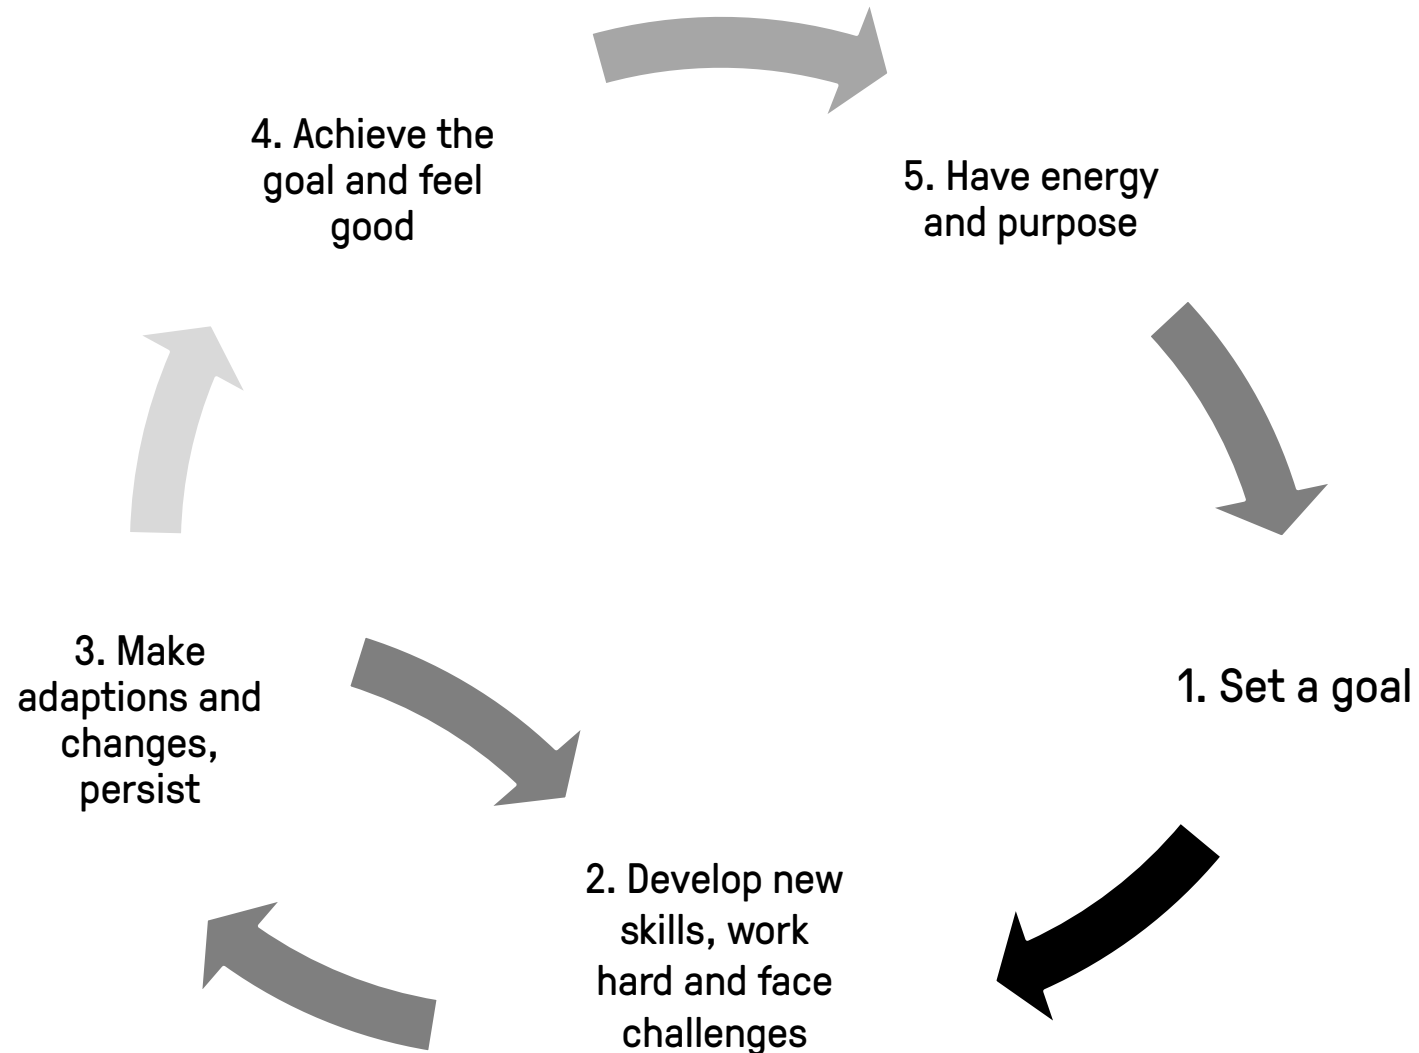 1. Set a goal
2. Develop new
skills, work
hard and face
challenges
3. Make
adaptions and
changes,
persist
4. Achieve the
goal and feel
good
5. Have energy
and purpose